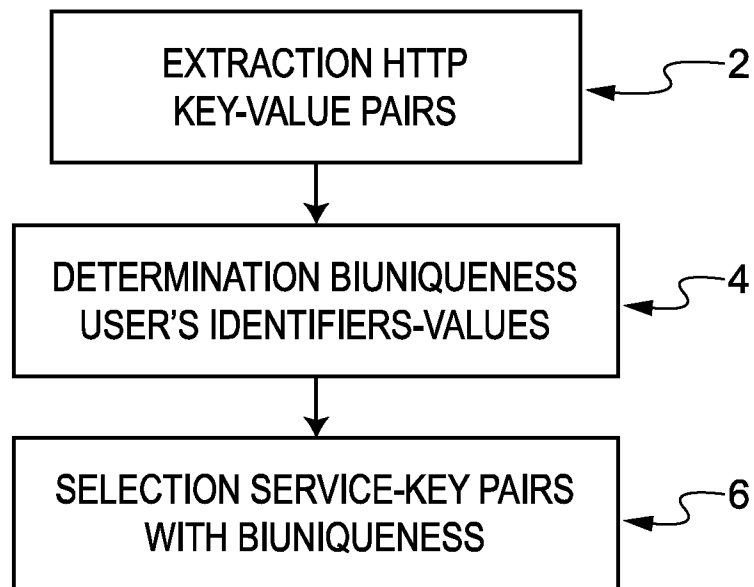 EXTRACTION HTTP
KEY-VALUE PAIRS
2
DETERMINATION BIUNIQUENESS
USER'S IDENTIFIERS-VALUES
4
SELECTION SERVICE-KEY PAIRS
WITH BIUNIQUENESS
6